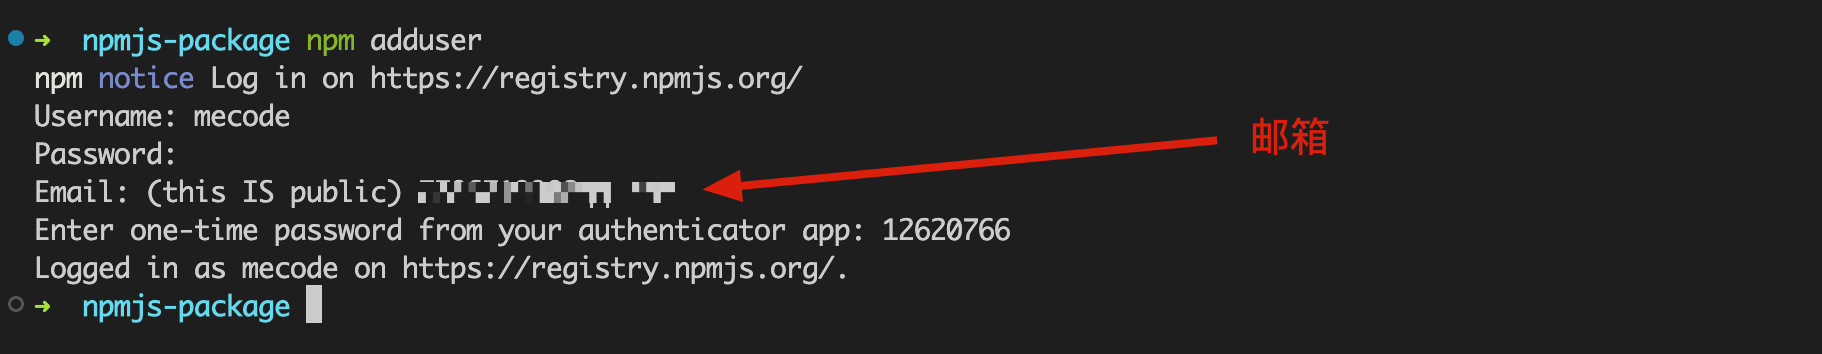 ➜ npmjs-package npm adduser
npm notice Log in on https://registry.npmjs.org/
Username: mecode
Password:
邮箱
Email: (this IS public)
Enter one-time password from your authenticator app: 12620766
Logged in as mecode on https://registry.npmjs.org/.
➜ npmjs-package